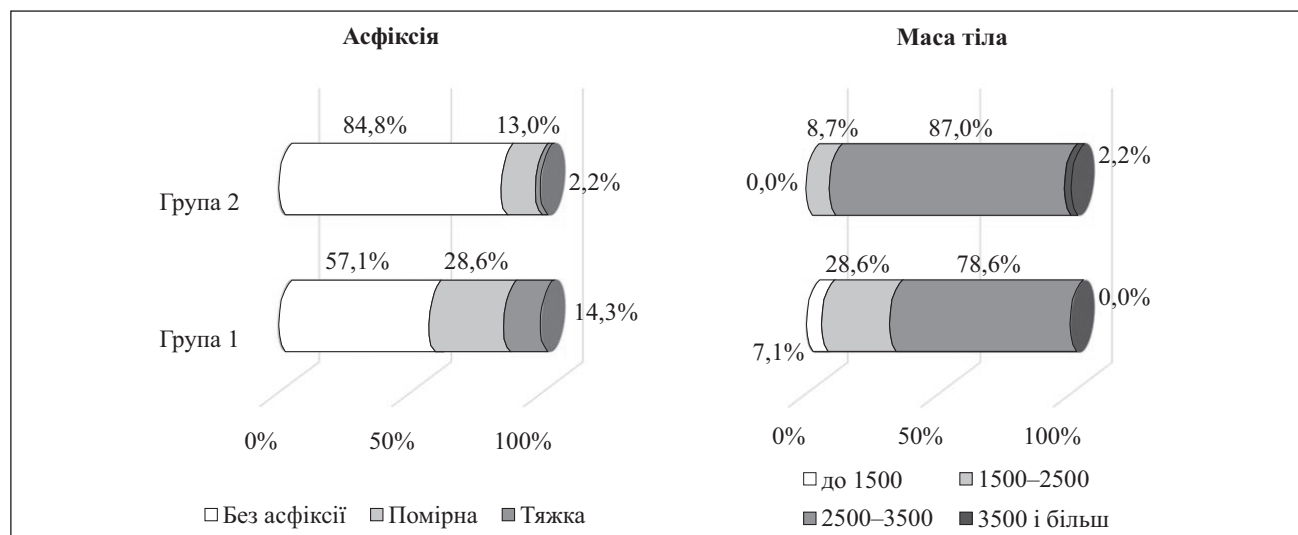 Асфіксія
Маса тіла
84,8% 13,0%
8,7% 87,0%
2,2%
Група 2
2,2%
0,0%
57,1% 28,6%
28,6% 78,6%
14,3%
0,0%
Група 1
7,1%
0% 50% 100%
0% 50% 100%
Без асфіксії Помірна Тяжка
до 1500 1500–2500
2500–3500 3500 і більш